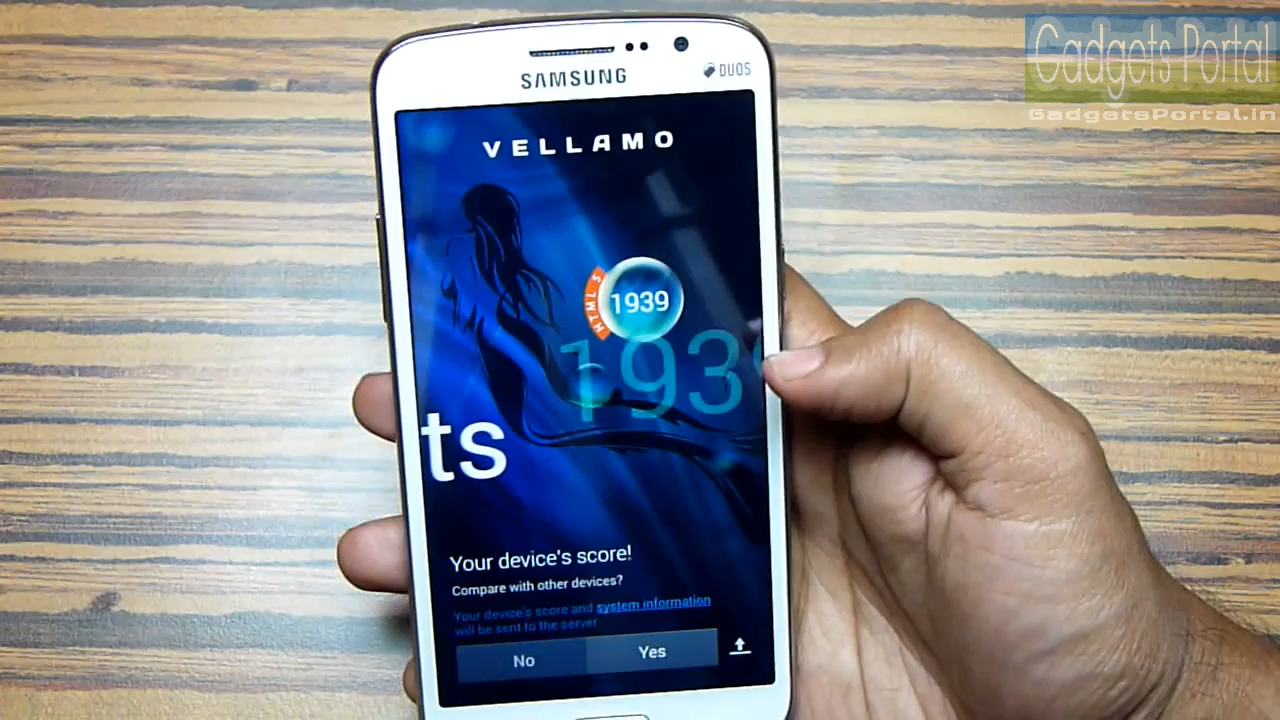 Gadgets Portal
GadgetsPortal.in
SAMSUNG
DUOS
VELLAMO
HTML 5
1939
193
ts
Your device's score!
Compare with other devices?
Your device's score and system information
will be sent to the server
No
Yes